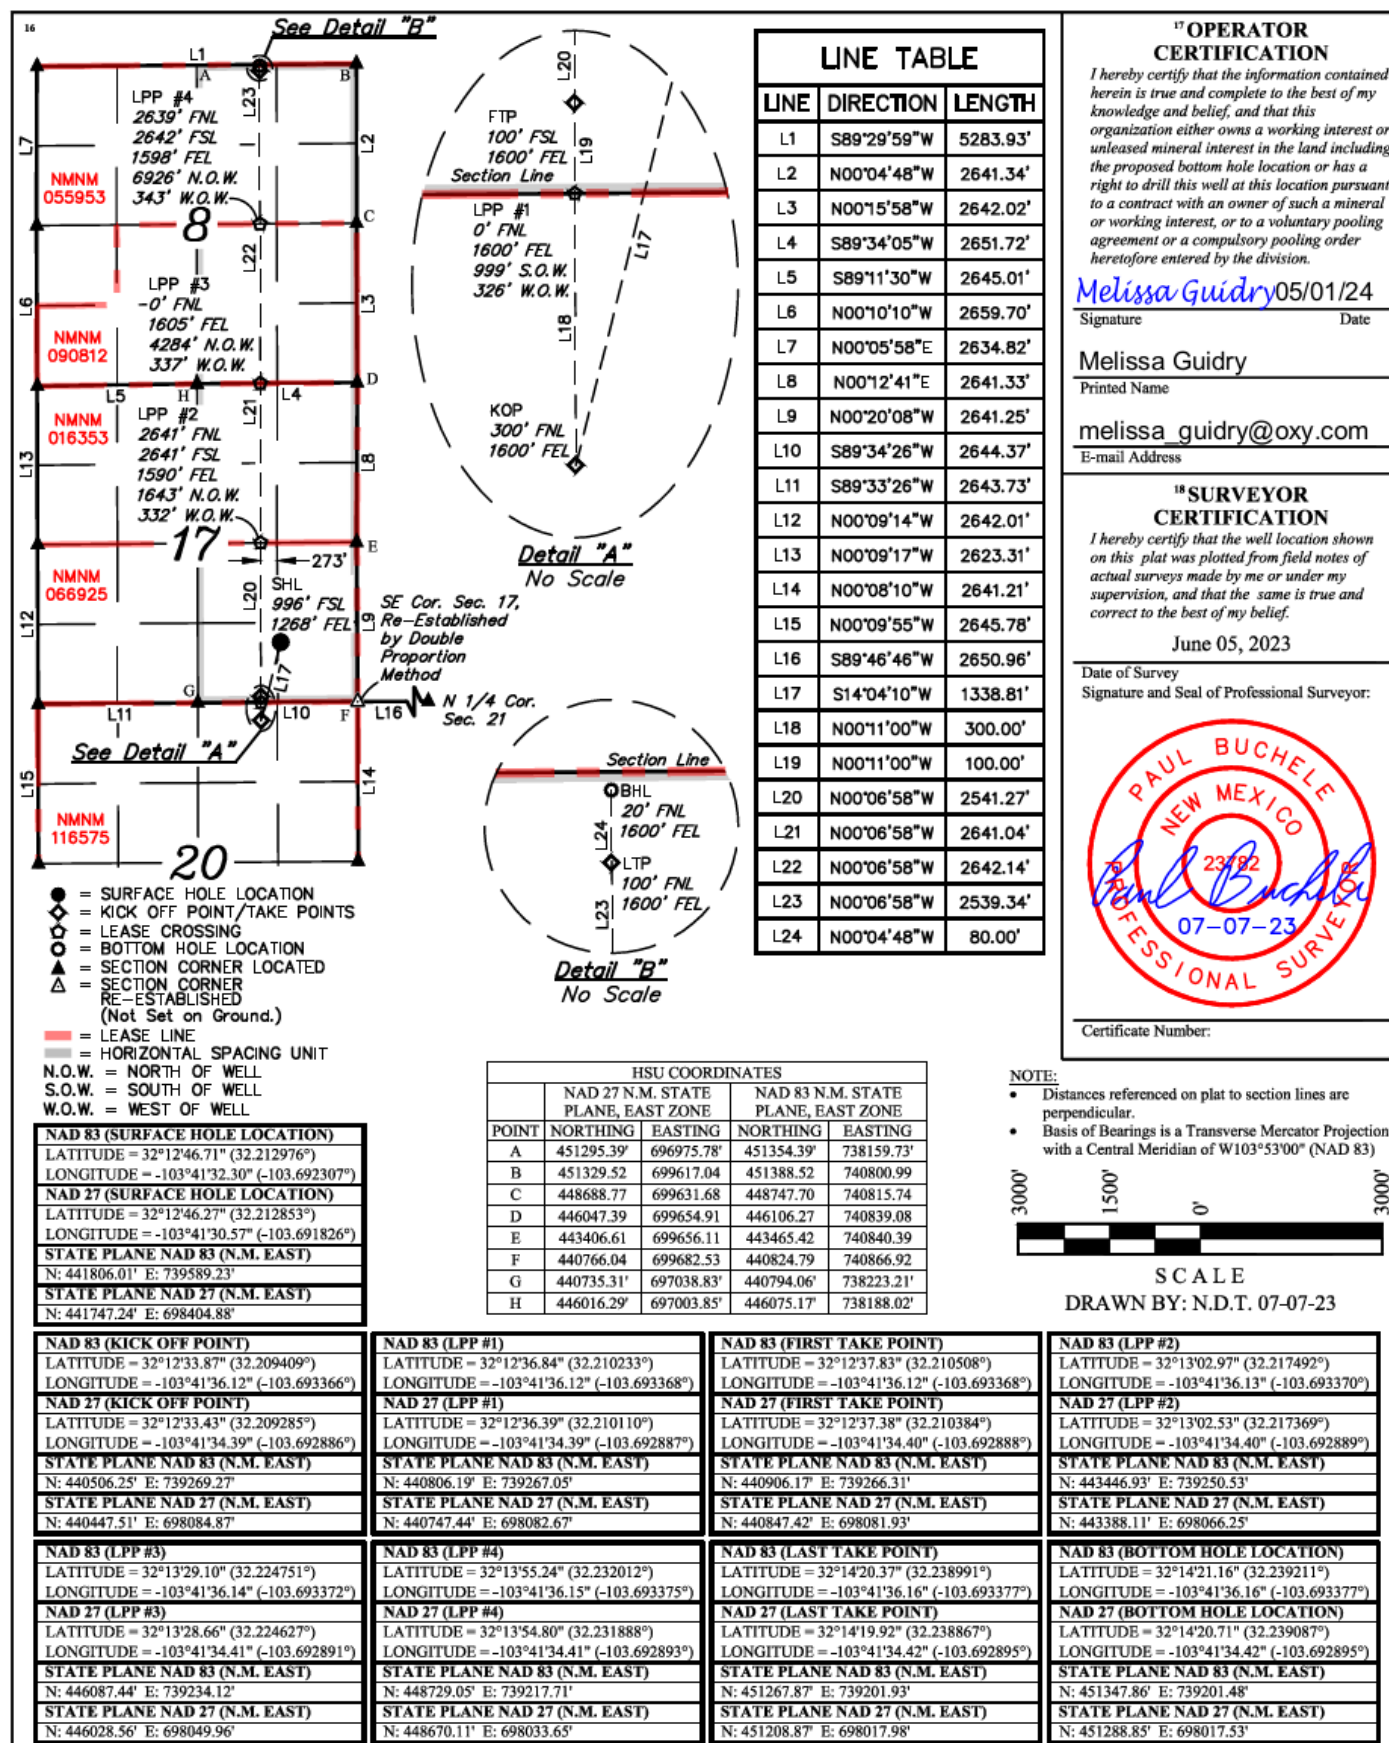 16
See Detail "B"
L1
A
B
L23
LPP #4
2639' FNL
2642' FSL
1598' FEL
6926' N.O.W.
343' W.O.W.
L7
L2
NMNM
055953
8
C
L22
LPP #3
-0' FNL
1605' FEL
4284' N.O.W.
337' W.O.W.
L6
L3
NMNM
090812
D
L5
H
L4
L21
NMNM
016353
LPP #2
2641' FNL
2641' FSL
1590' FEL
1643' N.O.W.
332' W.O.W.
L13
L8
17
E
273'
NMNM
066925
L20
SHL
996' FSL
1268' FEL
L12
L9
SE Cor. Sec. 17,
Re-Established
by Double
Proportion
Method
L17
G
L11
L10
F
L16
N 1/4 Cor.
Sec. 21
See Detail "A"
L15
L14
NMNM
116575
20
L20
FTP
100' FSL
1600' FEL
L19
Section Line
LPP #1
0' FNL
1600' FEL
999' S.O.W.
326' W.O.W.
L17
L18
KOP
300' FNL
1600' FEL
Detail "A"
No Scale
Section Line
BHL
20' FNL
1600' FEL
L24
LTP
100' FNL
1600' FEL
L23
Detail "B"
No Scale
= SURFACE HOLE LOCATION
= KICK OFF POINT/TAKE POINTS
= LEASE CROSSING
= BOTTOM HOLE LOCATION
= SECTION CORNER LOCATED
= SECTION CORNER
RE-ESTABLISHED
(Not Set on Ground.)
= LEASE LINE
= HORIZONTAL SPACING UNIT
N.O.W. = NORTH OF WELL
S.O.W. = SOUTH OF WELL
W.O.W. = WEST OF WELL
LINE TABLE
LINE DIRECTION LENGTH
L1 S89°29'59"W 5283.93'
L2 N00°04'48"W 2641.34'
L3 N00°15'58"W 2642.02'
L4 S89°34'05"W 2651.72'
L5 S89°11'30"W 2645.01'
L6 N00°10'10"W 2659.70'
L7 N00°05'58"E 2634.82'
L8 N00°12'41"E 2641.33'
L9 N00°20'08"W 2641.25'
L10 S89°34'26"W 2644.37'
L11 S89°33'26"W 2643.73'
L12 N00°09'14"W 2642.01'
L13 N00°09'17"W 2623.31'
L14 N00°08'10"W 2641.21'
L15 N00°09'55"W 2645.78'
L16 S89°46'46"W 2650.96'
L17 S14°04'10"W 1338.81'
L18 N00°11'00"W 300.00'
L19 N00°11'00"W 100.00'
L20 N00°06'58"W 2541.27'
L21 N00°06'58"W 2641.04'
L22 N00°06'58"W 2642.14'
L23 N00°06'58"W 2539.34'
L24 N00°04'48"W 80.00'
17 OPERATOR
CERTIFICATION
I hereby certify that the information contained
herein is true and complete to the best of my
knowledge and belief, and that this
organization either owns a working interest or
unleased mineral interest in the land including
the proposed bottom hole location or has a
right to drill this well at this location pursuant
to a contract with an owner of such a mineral
or working interest, or to a voluntary pooling
agreement or a compulsory pooling order
heretofore entered by the division.
Melissa Guidry 05/01/24
Signature Date
Melissa Guidry
Printed Name
melissa_guidry@oxy.com
E-mail Address
18 SURVEYOR
CERTIFICATION
I hereby certify that the well location shown
on this plat was plotted from field notes of
actual surveys made by me or under my
supervision, and that the same is true and
correct to the best of my belief.
June 05, 2023
Date of Survey
Signature and Seal of Professional Surveyor:
PAUL BUCHELE
NEW MEXICO
23782
Paul Buchele
07-07-23
PROFESSIONAL SURVEYOR
Certificate Number:
HSU COORDINATES
NAD 27 N.M. STATE PLANE, EAST ZONE NAD 83 N.M. STATE PLANE, EAST ZONE
POINT NORTHING EASTING NORTHING EASTING
A 451295.39' 696975.78' 451354.39' 738159.73'
B 451329.52 699617.04 451388.52 740800.99
C 448688.77 699631.68 448747.70 740815.74
D 446047.39 699654.91 446106.27 740839.08
E 443406.61 699656.11 443465.42 740840.39
F 440766.04 699682.53 440824.79 740866.92
G 440735.31' 697038.83' 440794.06' 738223.21'
H 446016.29' 697003.85' 446075.17' 738188.02'
NOTE:
• Distances referenced on plat to section lines are
perpendicular.
• Basis of Bearings is a Transverse Mercator Projection
with a Central Meridian of W103°53'00" (NAD 83)
3000' 1500' 0' 3000'
SCALE
DRAWN BY: N.D.T. 07-07-23
NAD 83 (SURFACE HOLE LOCATION)
LATITUDE = 32°12'46.71" (32.212976°)
LONGITUDE = -103°41'32.30" (-103.692307°)
NAD 27 (SURFACE HOLE LOCATION)
LATITUDE = 32°12'46.27" (32.212853°)
LONGITUDE = -103°41'30.57" (-103.691826°)
STATE PLANE NAD 83 (N.M. EAST)
N: 441806.01' E: 739589.23'
STATE PLANE NAD 27 (N.M. EAST)
N: 441747.24' E: 698404.88'
NAD 83 (KICK OFF POINT)
LATITUDE = 32°12'33.87" (32.209409°)
LONGITUDE = -103°41'36.12" (-103.693366°)
NAD 27 (KICK OFF POINT)
LATITUDE = 32°12'33.43" (32.209285°)
LONGITUDE = -103°41'34.39" (-103.692886°)
STATE PLANE NAD 83 (N.M. EAST)
N: 440506.25' E: 739269.27'
STATE PLANE NAD 27 (N.M. EAST)
N: 440447.51' E: 698084.87'
NAD 83 (LPP #1)
LATITUDE = 32°12'36.84" (32.210233°)
LONGITUDE = -103°41'36.12" (-103.693368°)
NAD 27 (LPP #1)
LATITUDE = 32°12'36.39" (32.210110°)
LONGITUDE = -103°41'34.39" (-103.692887°)
STATE PLANE NAD 83 (N.M. EAST)
N: 440806.19' E: 739267.05'
STATE PLANE NAD 27 (N.M. EAST)
N: 440747.44' E: 698082.67'
NAD 83 (FIRST TAKE POINT)
LATITUDE = 32°12'37.83" (32.210508°)
LONGITUDE = -103°41'36.12" (-103.693368°)
NAD 27 (FIRST TAKE POINT)
LATITUDE = 32°12'37.38" (32.210384°)
LONGITUDE = -103°41'34.40" (-103.692888°)
STATE PLANE NAD 83 (N.M. EAST)
N: 440906.17' E: 739266.31'
STATE PLANE NAD 27 (N.M. EAST)
N: 440847.42' E: 698081.93'
NAD 83 (LPP #2)
LATITUDE = 32°13'02.97" (32.217492°)
LONGITUDE = -103°41'36.13" (-103.693370°)
NAD 27 (LPP #2)
LATITUDE = 32°13'02.53" (32.217369°)
LONGITUDE = -103°41'34.40" (-103.692889°)
STATE PLANE NAD 83 (N.M. EAST)
N: 443446.93' E: 739250.53'
STATE PLANE NAD 27 (N.M. EAST)
N: 443388.11' E: 698066.25'
NAD 83 (LPP #3)
LATITUDE = 32°13'29.10" (32.224751°)
LONGITUDE = -103°41'36.14" (-103.693372°)
NAD 27 (LPP #3)
LATITUDE = 32°13'28.66" (32.224627°)
LONGITUDE = -103°41'34.41" (-103.692891°)
STATE PLANE NAD 83 (N.M. EAST)
N: 446087.44' E: 739234.12'
STATE PLANE NAD 27 (N.M. EAST)
N: 446028.56' E: 698049.96'
NAD 83 (LPP #4)
LATITUDE = 32°13'55.24" (32.232012°)
LONGITUDE = -103°41'36.15" (-103.693375°)
NAD 27 (LPP #4)
LATITUDE = 32°13'54.80" (32.231888°)
LONGITUDE = -103°41'34.41" (-103.692893°)
STATE PLANE NAD 83 (N.M. EAST)
N: 448729.05' E: 739217.71'
STATE PLANE NAD 27 (N.M. EAST)
N: 448670.11' E: 698033.65'
NAD 83 (LAST TAKE POINT)
LATITUDE = 32°14'20.37" (32.238991°)
LONGITUDE = -103°41'36.16" (-103.693377°)
NAD 27 (LAST TAKE POINT)
LATITUDE = 32°14'19.92" (32.238867°)
LONGITUDE = -103°41'34.42" (-103.692895°)
STATE PLANE NAD 83 (N.M. EAST)
N: 451267.87' E: 739201.93'
STATE PLANE NAD 27 (N.M. EAST)
N: 451208.87' E: 698017.98'
NAD 83 (BOTTOM HOLE LOCATION)
LATITUDE = 32°14'21.16" (32.239211°)
LONGITUDE = -103°41'36.16" (-103.693377°)
NAD 27 (BOTTOM HOLE LOCATION)
LATITUDE = 32°14'20.71" (32.239087°)
LONGITUDE = -103°41'34.42" (-103.692895°)
STATE PLANE NAD 83 (N.M. EAST)
N: 451347.86' E: 739201.48'
STATE PLANE NAD 27 (N.M. EAST)
N: 451288.85' E: 698017.53'